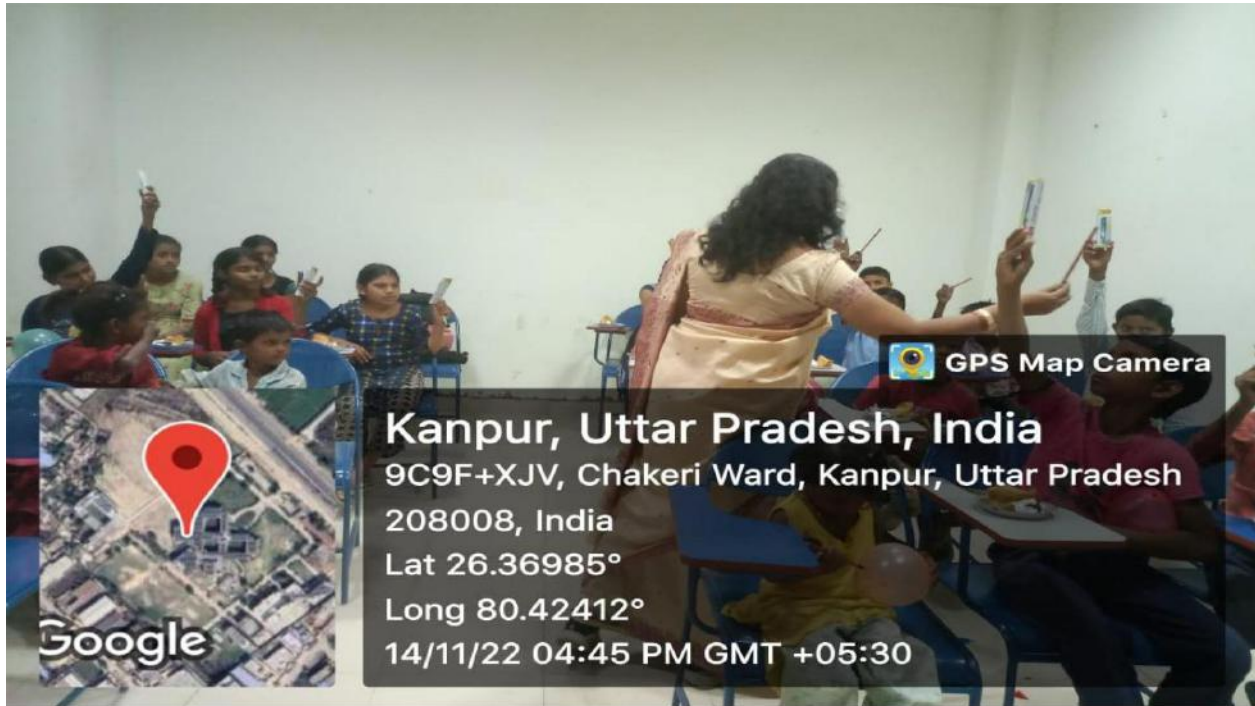 GPS Map Camera
Kanpur, Uttar Pradesh, India
9C9F+XJV, Chakeri Ward, Kanpur, Uttar Pradesh
208008, India
Lat 26.36985°
Long 80.42412°
14/11/22 04:45 PM GMT +05:30
Google